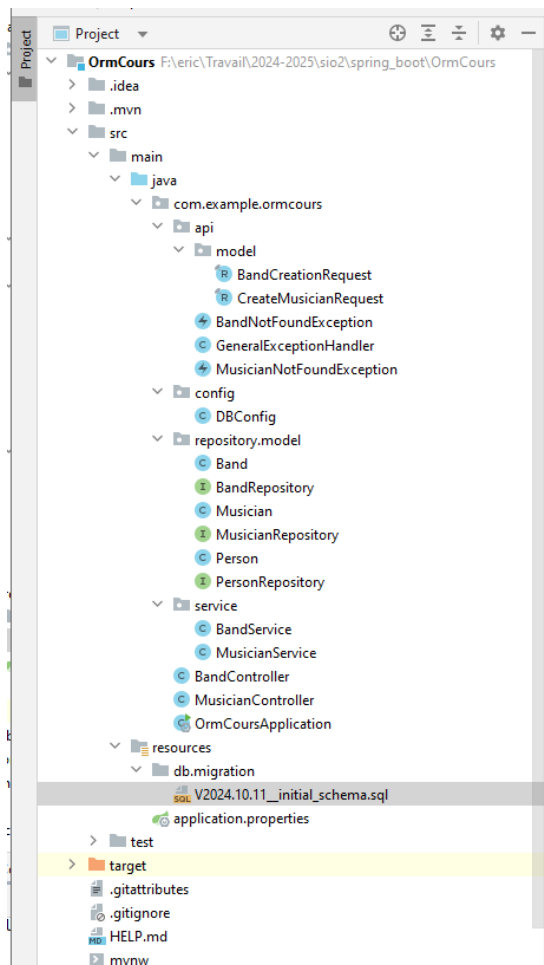 Project
Project
OrmCours F:\eric\Travail\2024-2025\sio2\spring_boot\OrmCours
.idea
.mvn
src
main
java
com.example.ormcours
api
model
R BandCreationRequest
R CreateMusicianRequest
BandNotFoundException
C GeneralExceptionHandler
MusicianNotFoundException
config
C DBConfig
repository.model
C Band
I BandRepository
C Musician
I MusicianRepository
C Person
I PersonRepository
service
C BandService
C MusicianService
C BandController
C MusicianController
C OrmCoursApplication
resources
db.migration
SQL V2024.10.11__initial_schema.sql
application.properties
test
target
.gitattributes
.gitignore
MD HELP.md
mvnw